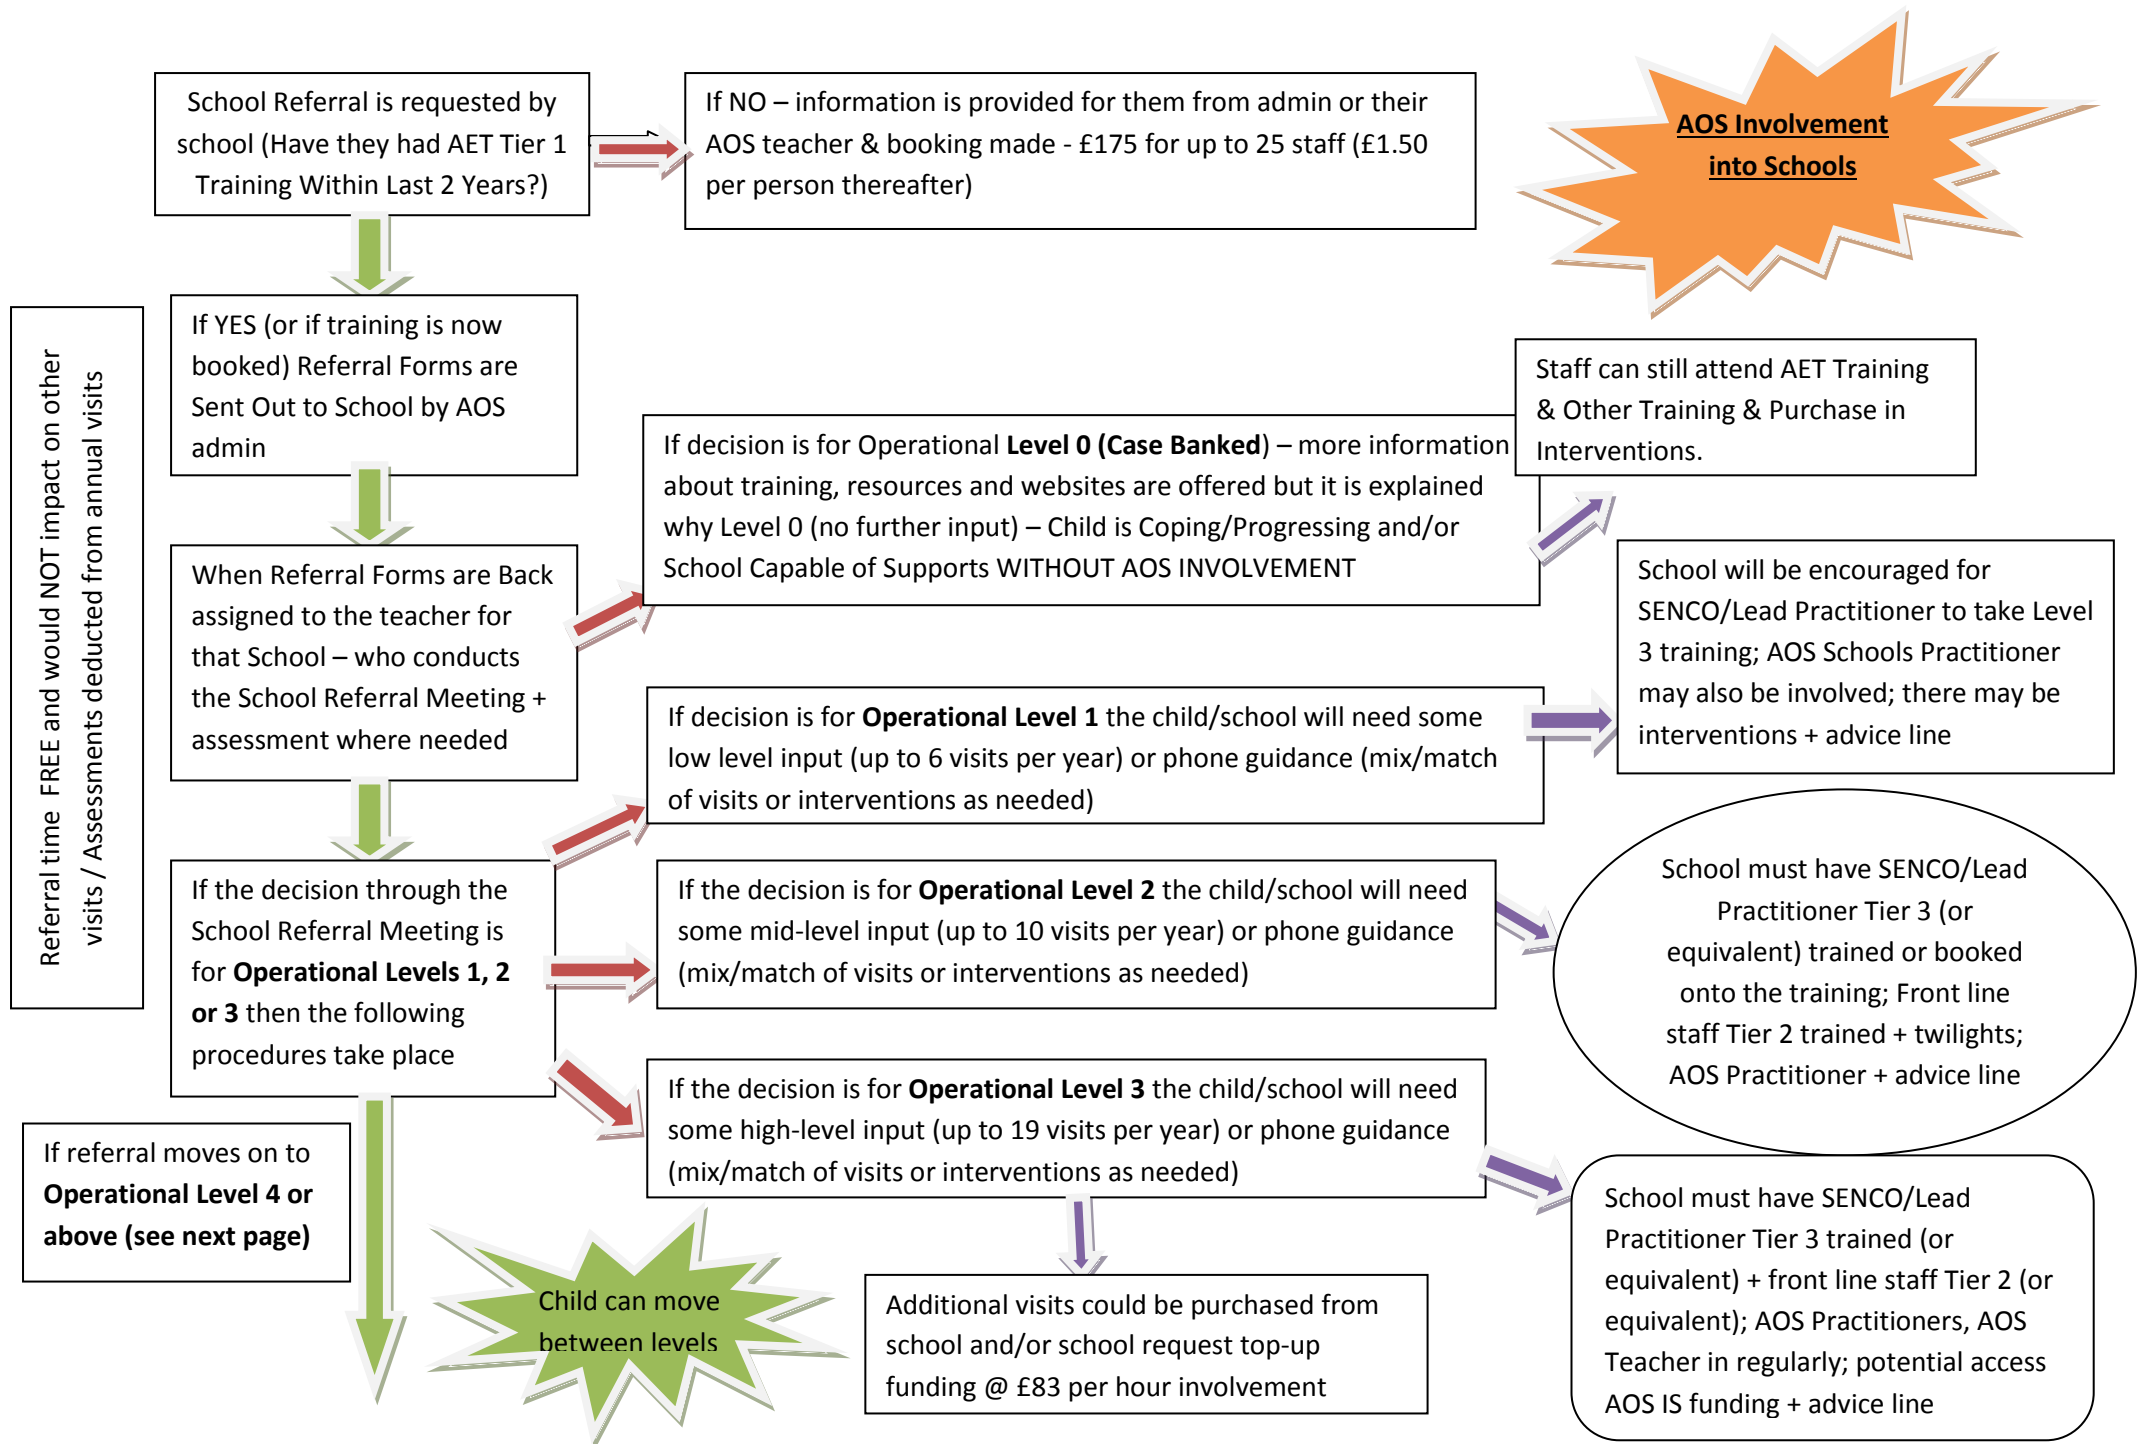 School Referral is requested by
school (Have they had AET Tier 1
Training Within Last 2 Years?)
If NO – information is provided for them from admin or their
AOS teacher & booking made - £175 for up to 25 staff (£1.50
per person thereafter)
AOS Involvement
into Schools
Referral time  FREE and would NOT impact on other
visits / Assessments deducted from annual visits
If YES (or if training is now
booked) Referral Forms are
Sent Out to School by AOS
admin
Staff can still attend AET Training
& Other Training & Purchase in
Interventions.
If decision is for Operational Level 0 (Case Banked) – more information
about training, resources and websites are offered but it is explained
why Level 0 (no further input) – Child is Coping/Progressing and/or
School Capable of Supports WITHOUT AOS INVOLVEMENT
When Referral Forms are Back
assigned to the teacher for
that School – who conducts
the School Referral Meeting +
assessment where needed
School will be encouraged for
SENCO/Lead Practitioner to take Level
3 training; AOS Schools Practitioner
may also be involved; there may be
interventions + advice line
If decision is for Operational Level 1 the child/school will need some
low level input (up to 6 visits per year) or phone guidance (mix/match
of visits or interventions as needed)
If the decision through the
School Referral Meeting is
for Operational Levels 1, 2
or 3 then the following
procedures take place
If the decision is for Operational Level 2 the child/school will need
some mid-level input (up to 10 visits per year) or phone guidance
(mix/match of visits or interventions as needed)
School must have SENCO/Lead
Practitioner Tier 3 (or
equivalent) trained or booked
onto the training; Front line
staff Tier 2 trained + twilights;
AOS Practitioner + advice line
If the decision is for Operational Level 3 the child/school will need
some high-level input (up to 19 visits per year) or phone guidance
(mix/match of visits or interventions as needed)
If referral moves on to
Operational Level 4 or
above (see next page)
School must have SENCO/Lead
Practitioner Tier 3 trained (or
equivalent) + front line staff Tier 2 (or
equivalent); AOS Practitioners, AOS
Teacher in regularly; potential access
AOS IS funding + advice line
Child can move
between levels
Additional visits could be purchased from
school and/or school request top-up
funding @ £83 per hour involvement